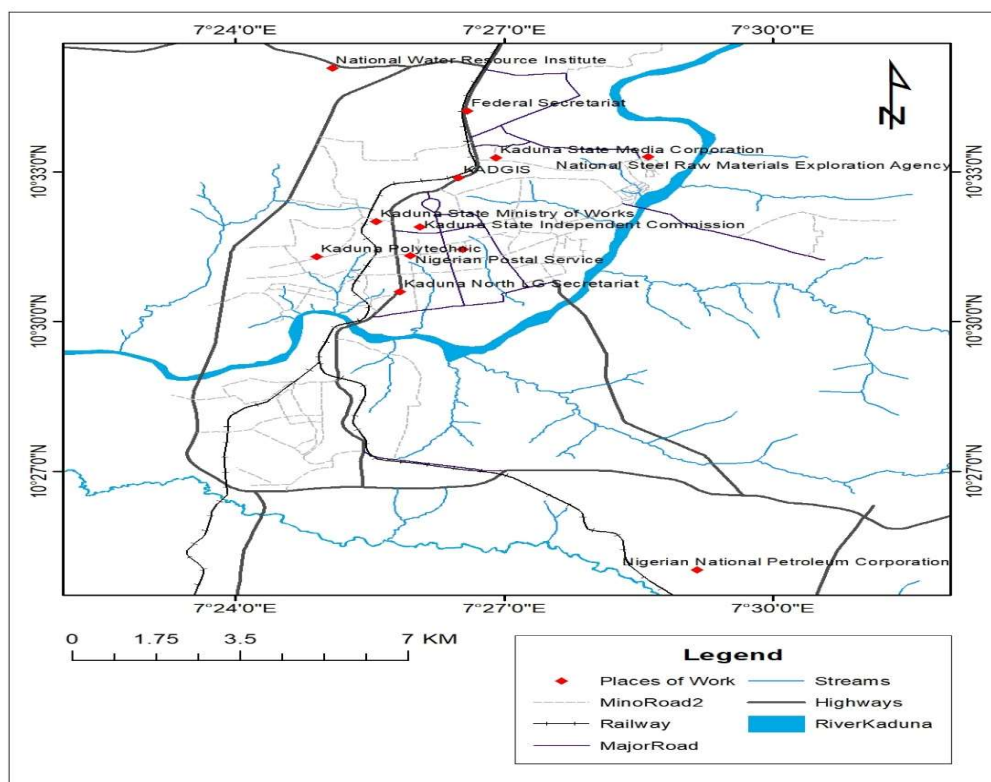 7°24'0"E 7°27'0"E 7°30'0"E
National Water Resource Institute
Federal Secretariat
N
Kaduna State Media Corporation
National Steel Raw Materials Exploration Agency
10°33'0"N 10°33'0"N
KADGIS
Kaduna State Ministry of Works
Kaduna State Independent Commission
Kaduna Polytechnic
Nigerian Postal Service
Kaduna North LG Secretariat
10°30'0"N 10°30'0"N
10°27'0"N 10°27'0"N
Nigerian National Petroleum Corporation
7°24'0"E 7°27'0"E 7°30'0"E
0 1.75 3.5 7 KM
Legend
Places of Work Streams
MinoRoad2 Highways
Railway RiverKaduna
MajorRoad